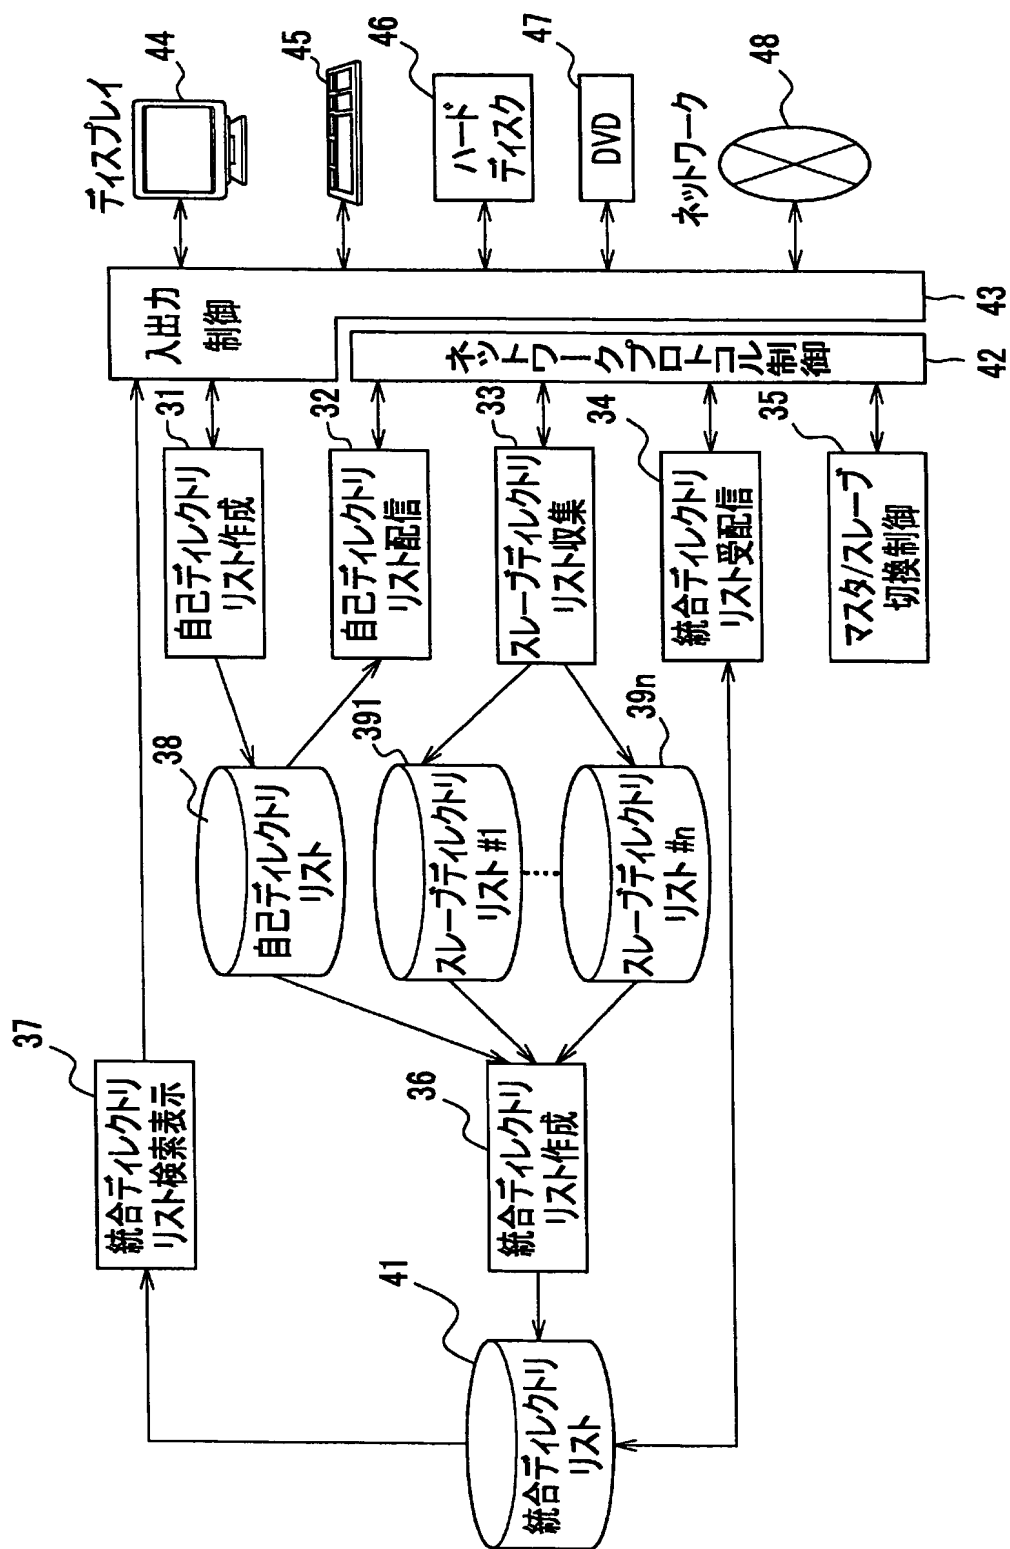 ディスプレイ
44
45
46
ハード
ディスク
47
DVD
ネットワーク
48
入出力
制御
43
ネットワークプロトコル制御
42
31
自己ディレクトリ
リスト作成
32
自己ディレクトリ
リスト配信
33
スレーブディレクトリ
リスト収集
34
統合ディレクトリ
リスト受配信
35
マスタ/スレーブ
切換制御
38
自己ディレクトリ
リスト
391
スレーブディレクトリ
リスト#1
39n
スレーブディレクトリ
リスト#n
37
統合ディレクトリ
リスト検索表示
36
統合ディレクトリ
リスト作成
41
統合ディレクトリ
リスト